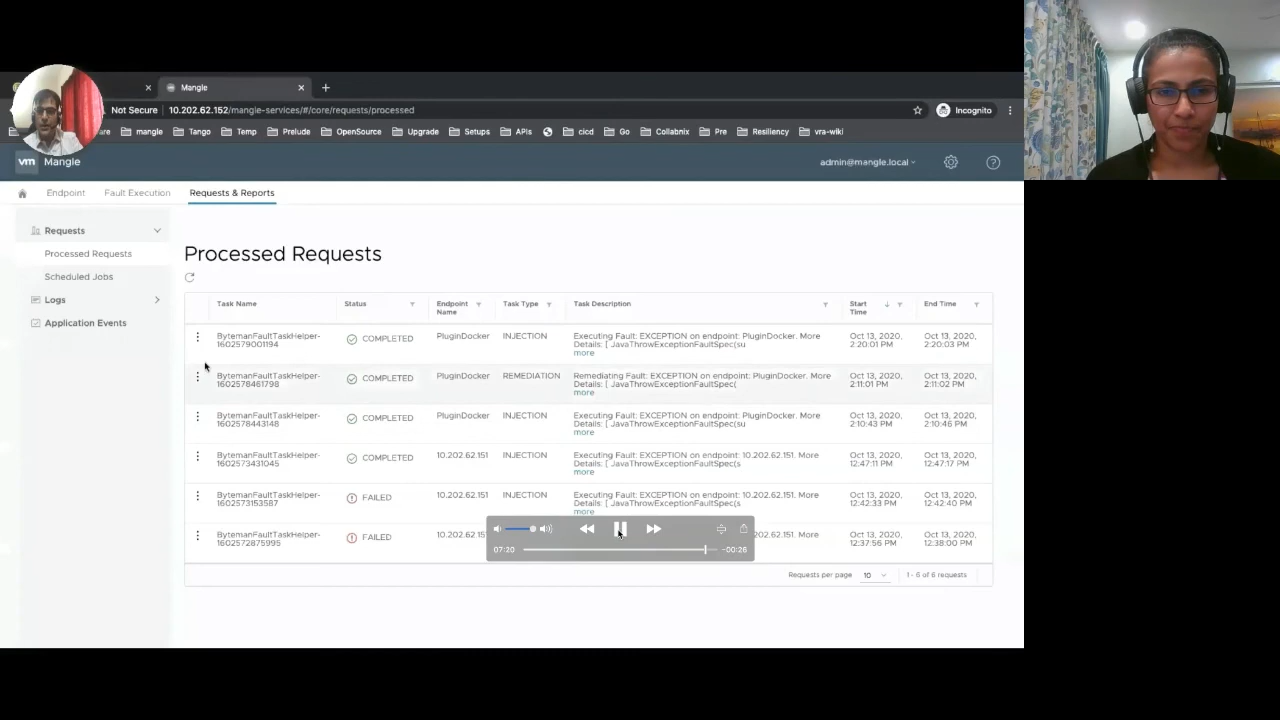 Mangle
Not Secure 10.202.62.152/mangle-services/#/core/requests/processed Incognito
mangle Tango Temp Prelude OpenSource Upgrade Setups APIs cicd Go Collabnix Pre Resiliency vra-wiki
vm Mangle admin@mangle.local
Endpoint Fault Execution Requests & Reports
Requests
Processed Requests
Scheduled Jobs
Logs
Application Events
Processed Requests
Task Name Status Endpoint Name Task Type Task Description Start Time End Time
BytemanFaultTaskHelper- COMPLETED PluginDocker INJECTION Executing Fault: EXCEPTION on endpoint: PluginDocker. More Oct 13, 2020, Oct 13, 2020,
1602579001194 Details: [ JavaThrowExceptionFaultSpec(su 2:20:01 PM 2:20:03 PM
more
BytemanFaultTaskHelper- COMPLETED PluginDocker REMEDIATION Remediating Fault: EXCEPTION on endpoint: PluginDocker. More Oct 13, 2020, Oct 13, 2020,
1602578461798 Details: [ JavaThrowExceptionFaultSpec( 2:11:01 PM 2:11:02 PM
more
BytemanFaultTaskHelper- COMPLETED PluginDocker INJECTION Executing Fault: EXCEPTION on endpoint: PluginDocker. More Oct 13, 2020, Oct 13, 2020,
1602578443148 Details: [ JavaThrowExceptionFaultSpec(su 2:10:43 PM 2:10:46 PM
more
BytemanFaultTaskHelper- COMPLETED 10.202.62.151 INJECTION Executing Fault: EXCEPTION on endpoint: 10.202.62.151. More Oct 13, 2020, Oct 13, 2020,
1602573431045 Details: [ JavaThrowExceptionFaultSpec(s 12:47:11 PM 12:47:17 PM
more
BytemanFaultTaskHelper- FAILED 10.202.62.151 INJECTION Executing Fault: EXCEPTION on endpoint: 10.202.62.151. More Oct 13, 2020, Oct 13, 2020,
1602573153587 Details: [ JavaThrowExceptionFaultSpec(s 12:42:33 PM 12:42:40 PM
more
BytemanFaultTaskHelper- FAILED 10.202.62.15 02.62.151. More Oct 13, 2020, Oct 13, 2020,
1602572875995 12:37:56 PM 12:38:00 PM
07:20 -00:26
Requests per page 10 1 - 6 of 6 requests